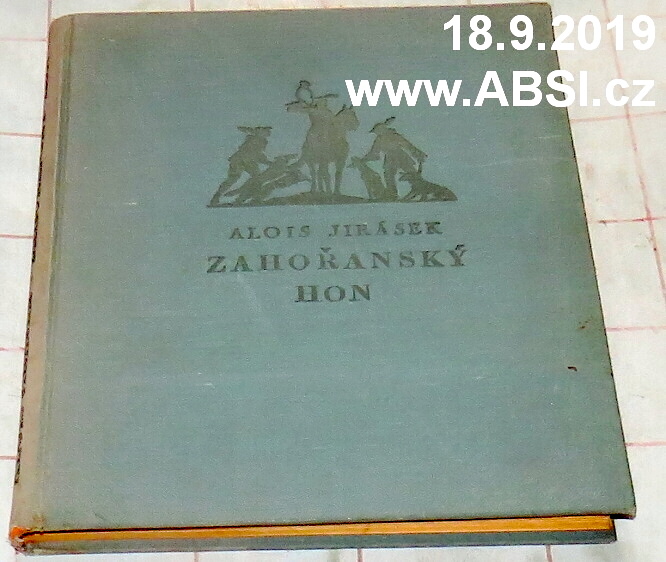 18.9.2019
www.ABSI.cz
ALOIS JIRÁSEK
ZAHOŘANSKÝ
HON